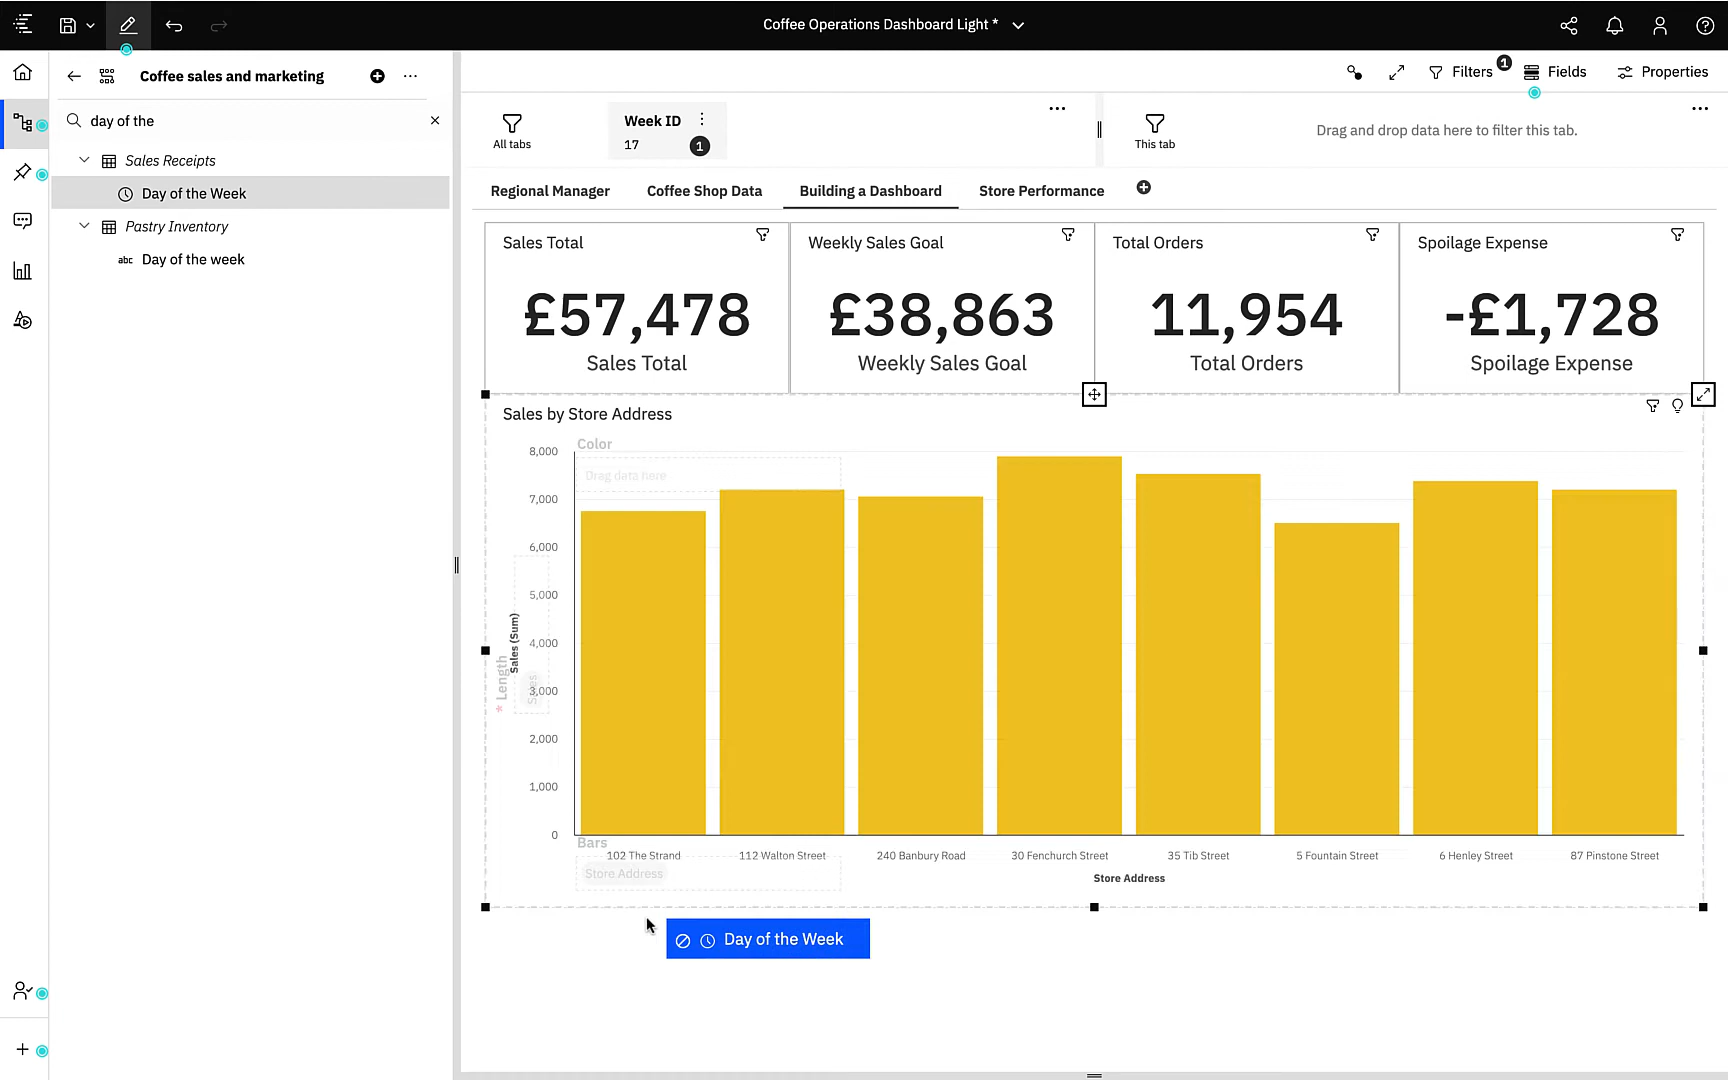 Coffee Operations Dashboard Light *
Coffee sales and marketing
day of the
Sales Receipts
Day of the Week
Pastry Inventory
abc Day of the week
Filters 1
Fields
Properties
All tabs
Week ID
17
1
This tab
Drag and drop data here to filter this tab.
Regional Manager
Coffee Shop Data
Building a Dashboard
Store Performance
Sales Total
£57,478
Sales Total
Weekly Sales Goal
£38,863
Weekly Sales Goal
Total Orders
11,954
Total Orders
Spoilage Expense
-£1,728
Spoilage Expense
Sales by Store Address
Color
Drag data here
8,000
7,000
6,000
5,000
4,000
3,000
2,000
1,000
0
* Length
Sales (Sum)
Sales
Bars
102 The Strand
112 Walton Street
240 Banbury Road
30 Fenchurch Street
35 Tib Street
5 Fountain Street
6 Henley Street
87 Pinstone Street
Store Address
Store Address
Day of the Week